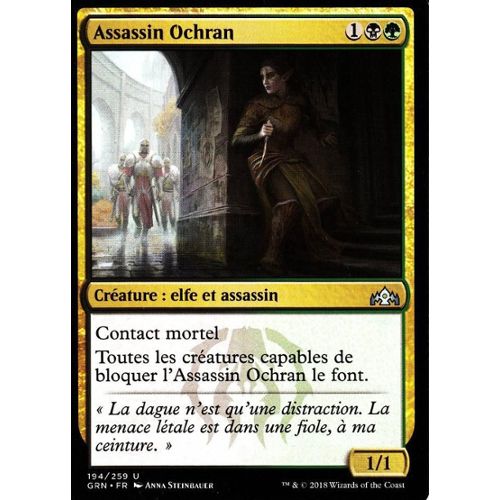 Assassin Ochran 1
Créature : elfe et assassin
Contact mortel
Toutes les créatures capables de
bloquer l'Assassin Ochran le font.
« La dague n'est qu'une distraction. La
menace létale est dans une fiole, à ma
ceinture. »
1/1
194/259 U
GRN • FR Anna Steinbauer
™ & © 2018 Wizards of the Coast